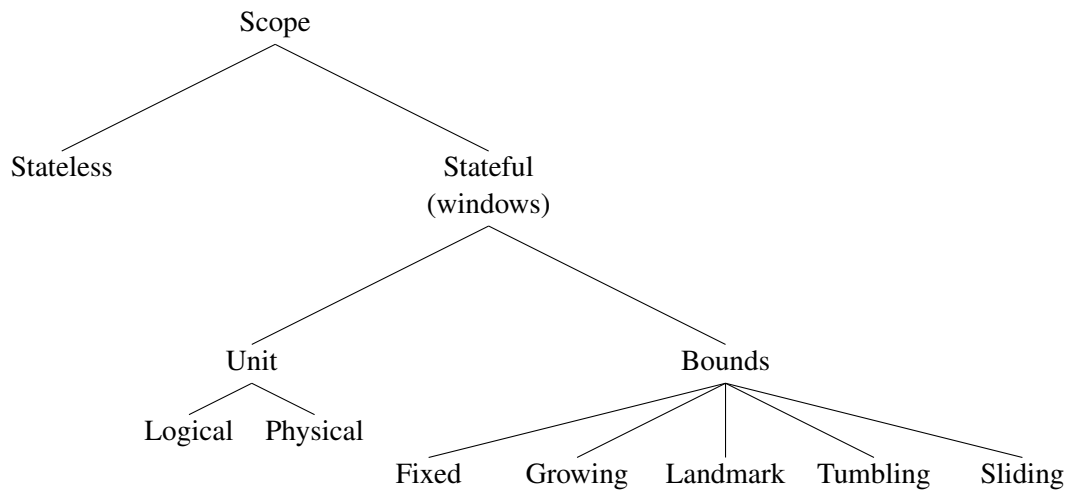 Scope
Stateless
Stateful
(windows)
Unit
Bounds
Logical
Physical
Fixed
Growing
Landmark
Tumbling
Sliding